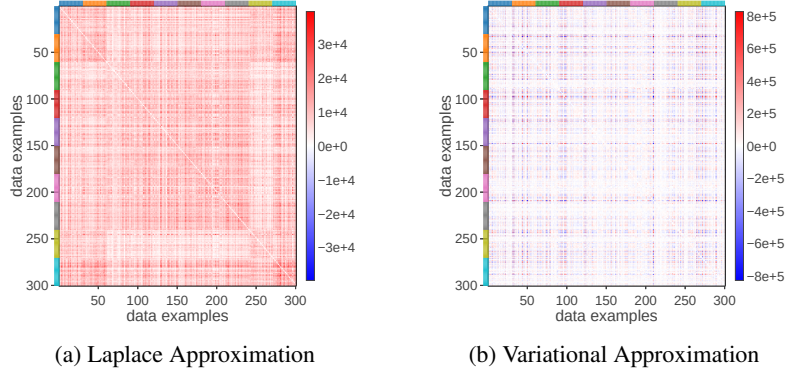 50
100
150
200
250
300
data examples
50
100
150
200
250
300
data examples
3e+4
2e+4
1e+4
0e+0
−1e+4
−2e+4
−3e+4
(a) Laplace Approximation
50
100
150
200
250
300
data examples
50
100
150
200
250
300
data examples
8e+5
6e+5
4e+5
2e+5
0e+0
−2e+5
−4e+5
−6e+5
−8e+5
(b) Variational Approximation